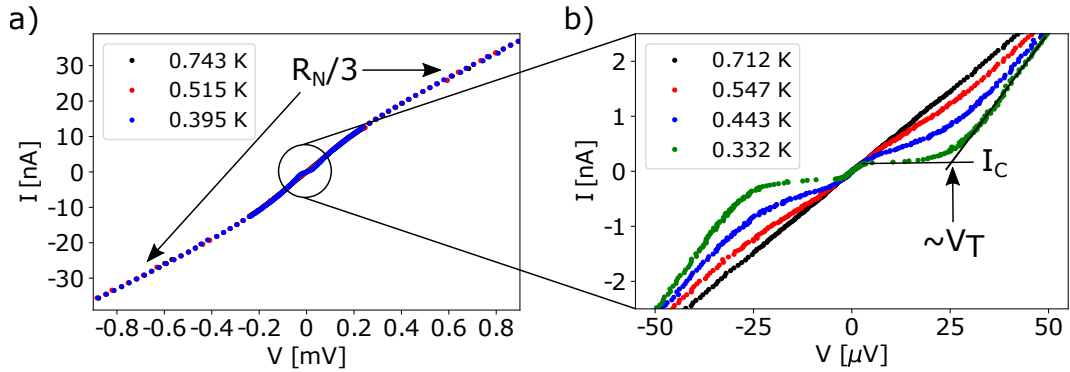 a)
I [nA]
30
20
10
0
-10
-20
-30
0.743 K
0.515 K
0.395 K
R_N/3
-0.8 -0.6 -0.4 -0.2 0 0.2 0.4 0.6 0.8
V [mV]
b)
I [nA]
2
1
0
-1
-2
0.712 K
0.547 K
0.443 K
0.332 K
I_C
~V_T
-50 -25 0 25 50
V [μV]